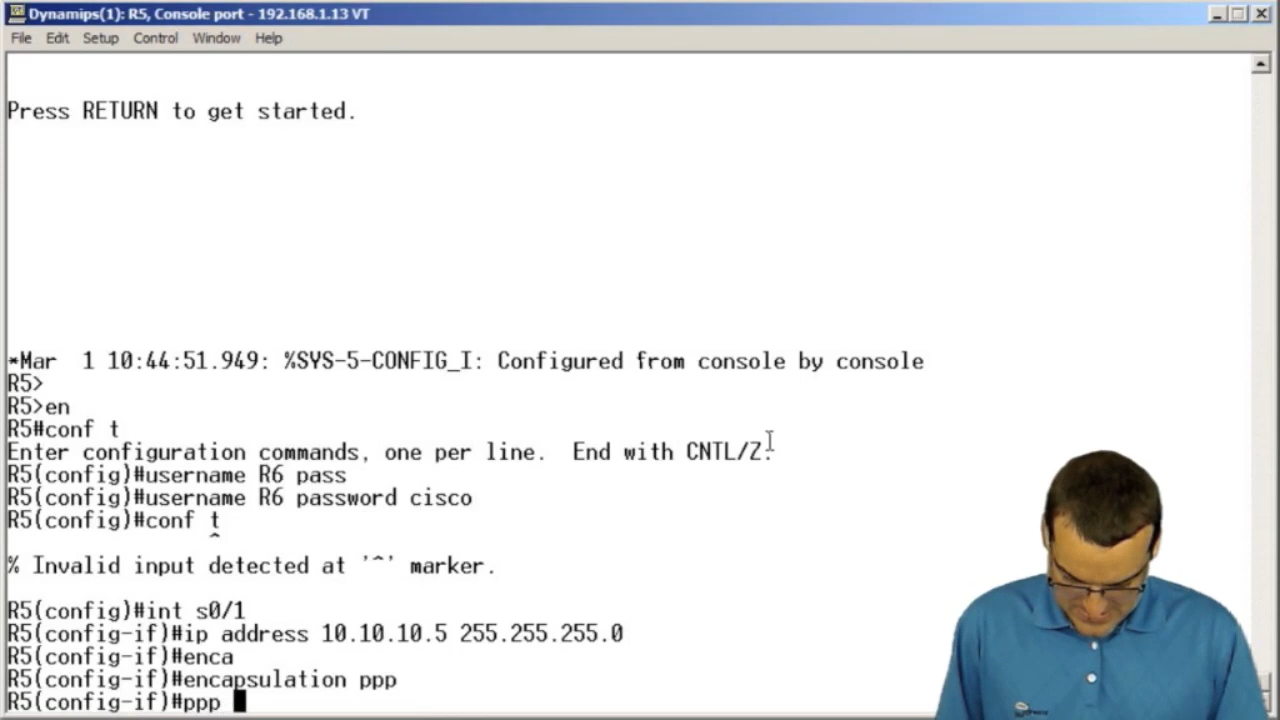 Dynamips(1): R5, Console port - 192.168.1.13 VT
File Edit Setup Control Window Help
Press RETURN to get started.
*Mar  1 10:44:51.949: %SYS-5-CONFIG_I: Configured from console by console
R5>
R5>en
R5#conf t
Enter configuration commands, one per line.  End with CNTL/Z.
R5(config)#username R6 pass
R5(config)#username R6 password cisco
R5(config)#conf t
^
% Invalid input detected at '^' marker.
R5(config)#int s0/1
R5(config-if)#ip address 10.10.10.5 255.255.255.0
R5(config-if)#enca
R5(config-if)#encapsulation ppp
R5(config-if)#ppp